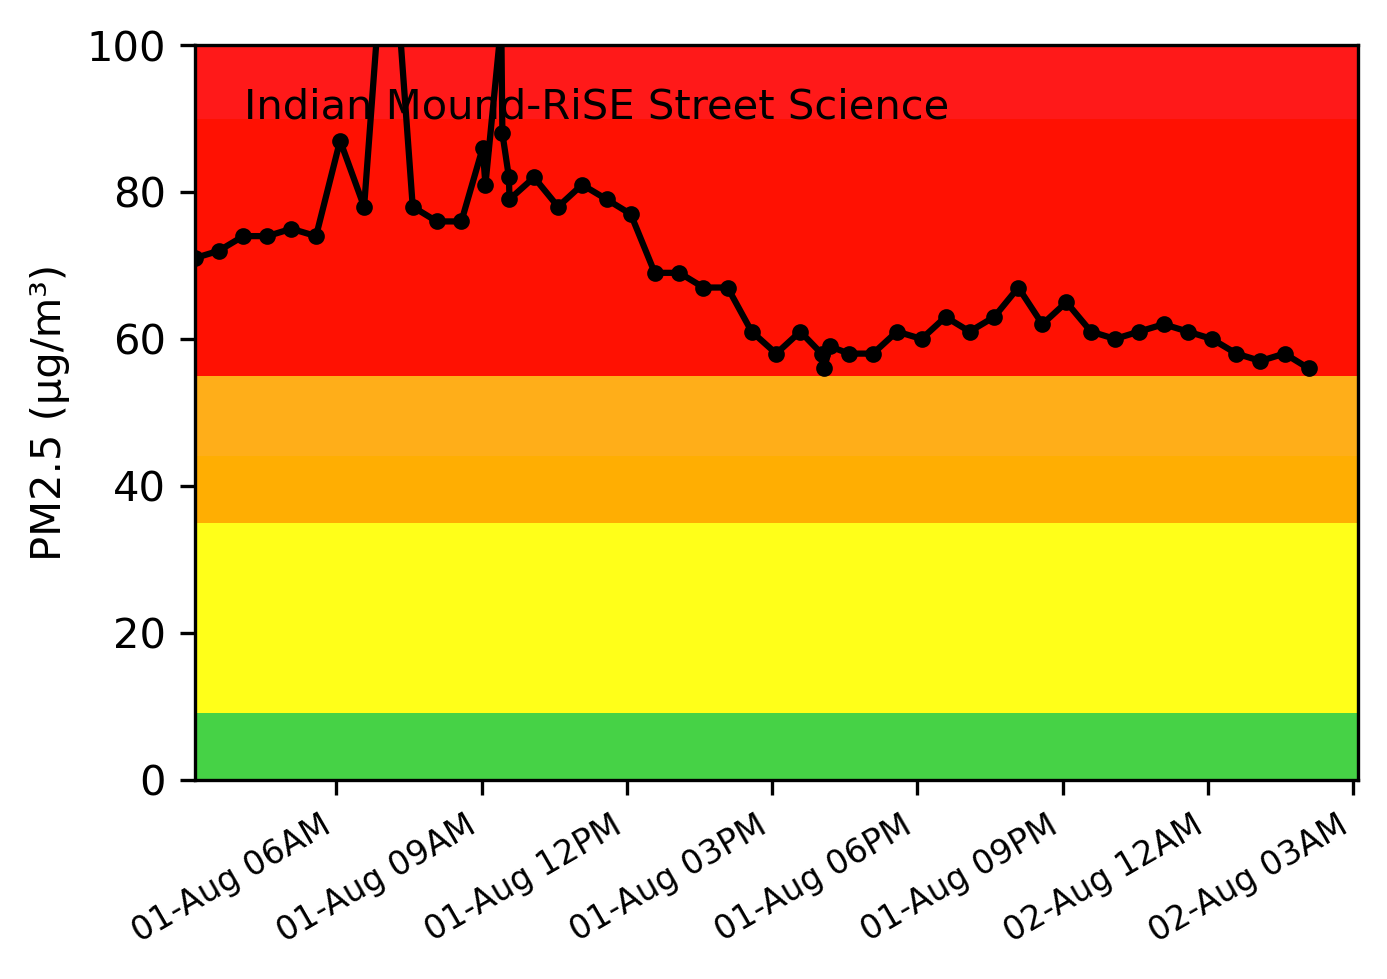 Indian Mound-RiSE Street Science
PM2.5 (µg/m³)
100
80
60
40
20
0
01-Aug 06AM
01-Aug 09AM
01-Aug 12PM
01-Aug 03PM
01-Aug 06PM
01-Aug 09PM
02-Aug 12AM
02-Aug 03AM